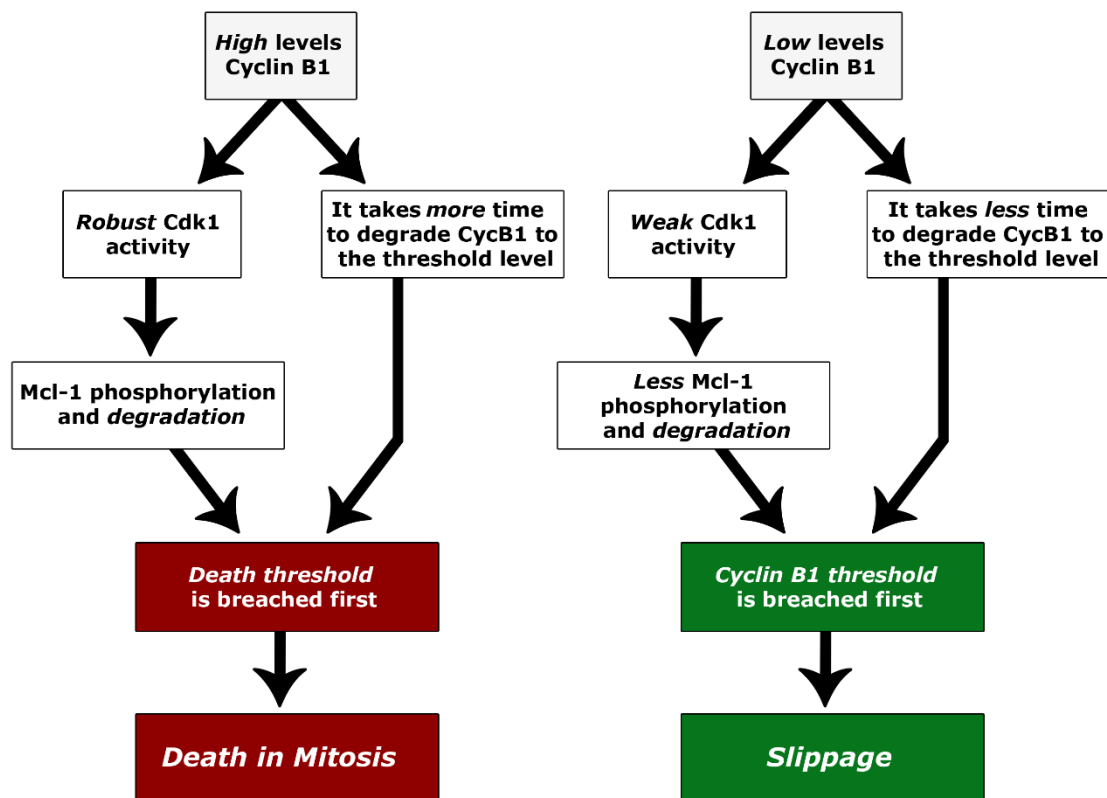 High levels
Cyclin B1
Robust Cdk1
activity
It takes more time
to degrade CycB1 to
the threshold level
Mcl-1 phosphorylation
and degradation
Death threshold
is breached first
Death in Mitosis
Low levels
Cyclin B1
Weak Cdk1
activity
It takes less time
to degrade CycB1 to
the threshold level
Less Mcl-1
phosphorylation
and degradation
Cyclin B1 threshold
is breached first
Slippage